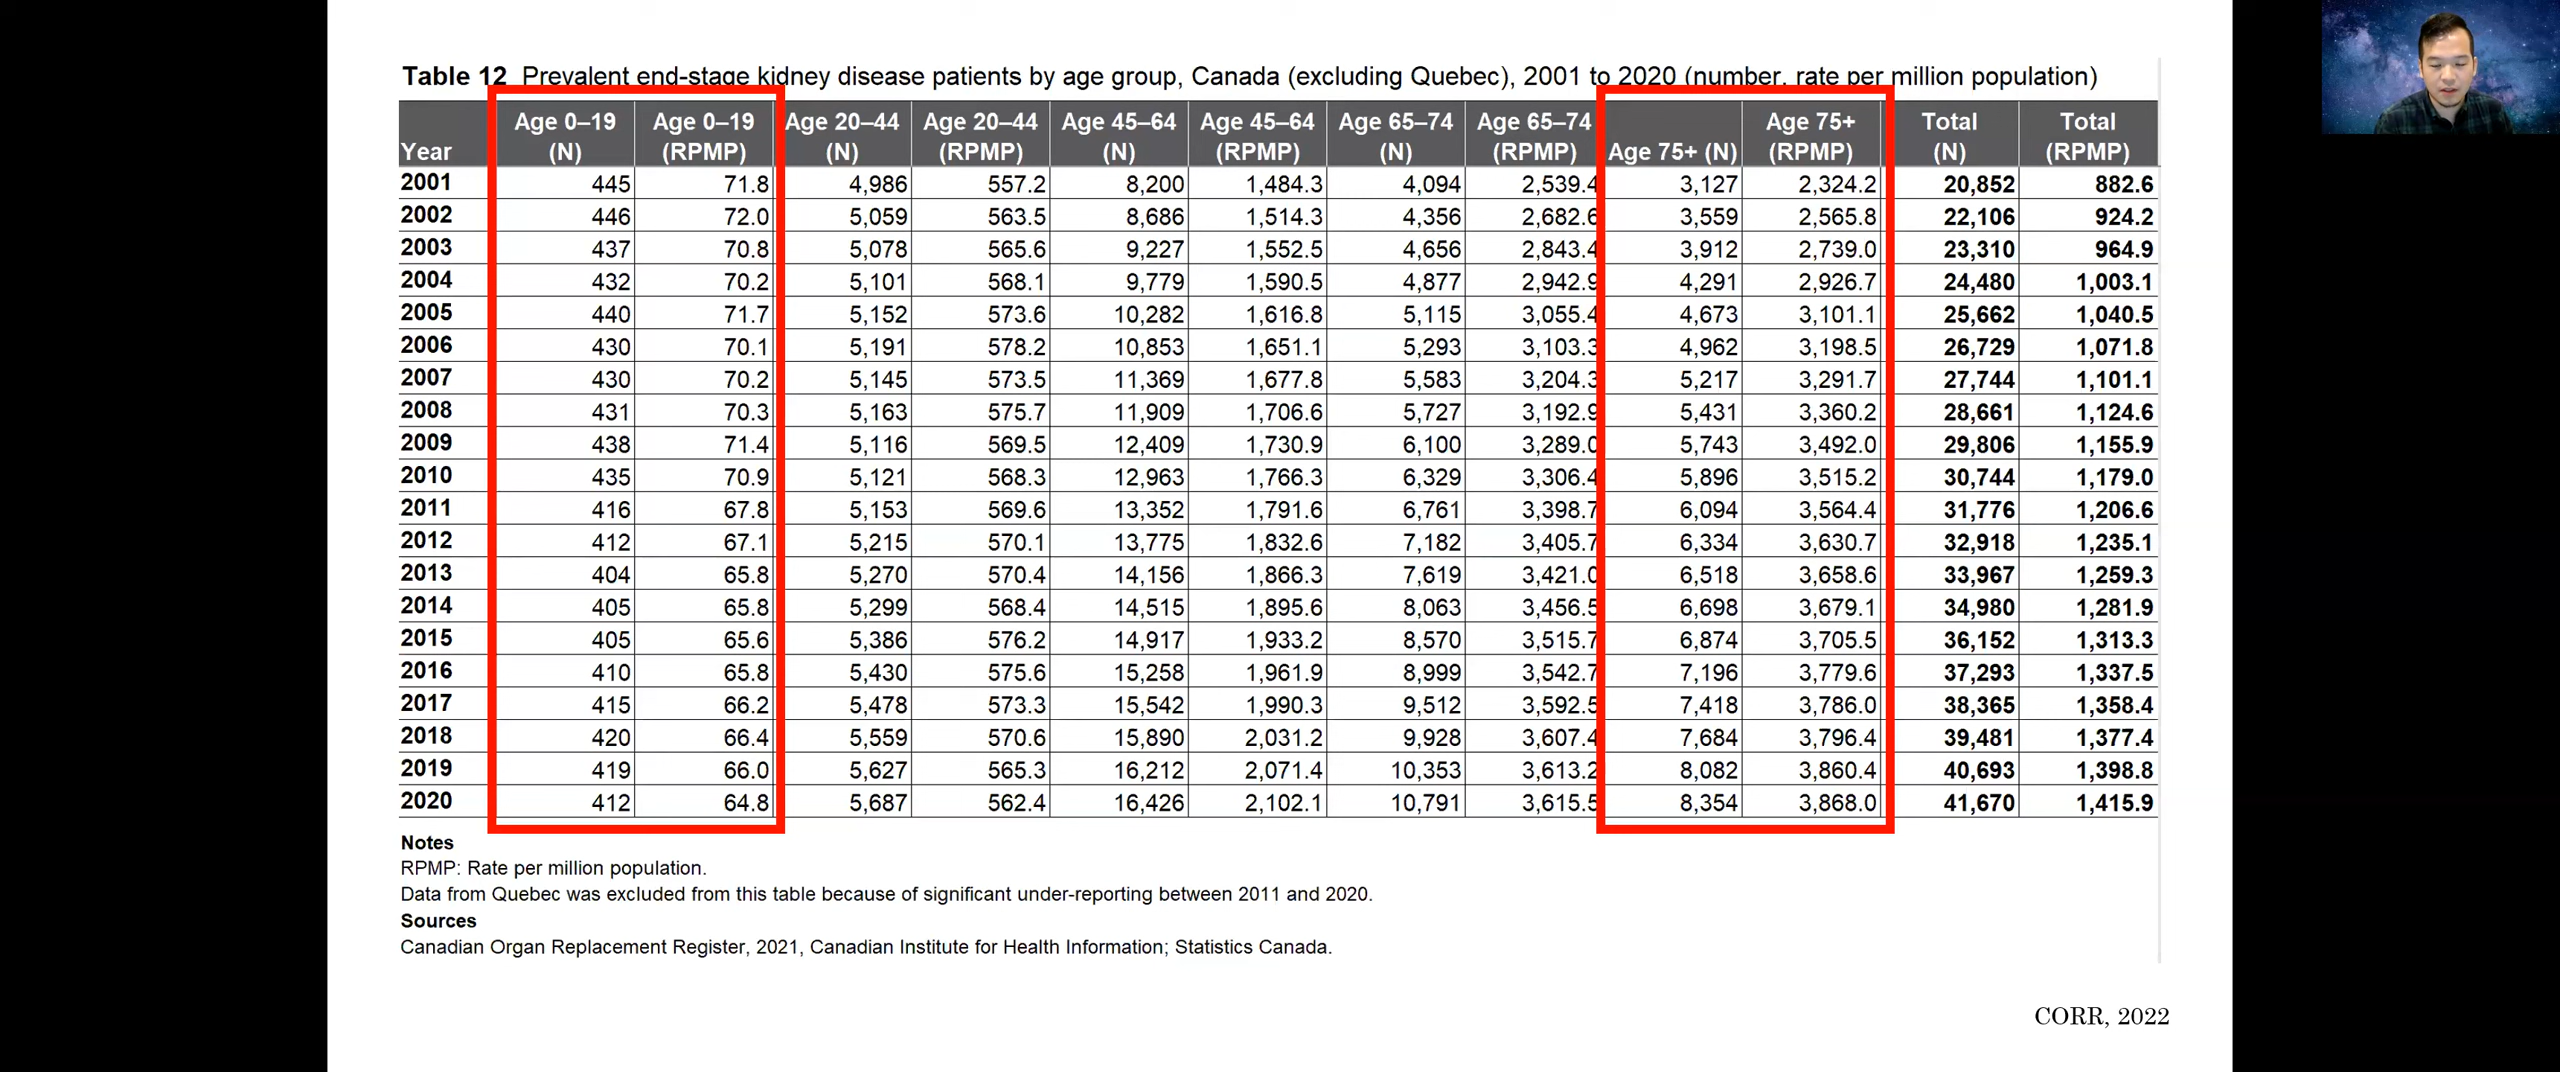 Table 12 Prevalent end-stage kidney disease patients by age group, Canada (excluding Quebec), 2001 to 2020 (number, rate per million population)
Year Age 0–19 (N) Age 0–19 (RPMP) Age 20–44 (N) Age 20–44 (RPMP) Age 45–64 (N) Age 45–64 (RPMP) Age 65–74 (N) Age 65–74 (RPMP) Age 75+ (N) Age 75+ (RPMP) Total (N) Total (RPMP)
2001 445 71.8 4,986 557.2 8,200 1,484.3 4,094 2,539.4 3,127 2,324.2 20,852 882.6
2002 446 72.0 5,059 563.5 8,686 1,514.3 4,356 2,682.6 3,559 2,565.8 22,106 924.2
2003 437 70.8 5,078 565.6 9,227 1,552.5 4,656 2,843.4 3,912 2,739.0 23,310 964.9
2004 432 70.2 5,101 568.1 9,779 1,590.5 4,877 2,942.9 4,291 2,926.7 24,480 1,003.1
2005 440 71.7 5,152 573.6 10,282 1,616.8 5,115 3,055.4 4,673 3,101.1 25,662 1,040.5
2006 430 70.1 5,191 578.2 10,853 1,651.1 5,293 3,103.3 4,962 3,198.5 26,729 1,071.8
2007 430 70.2 5,145 573.5 11,369 1,677.8 5,583 3,204.3 5,217 3,291.7 27,744 1,101.1
2008 431 70.3 5,163 575.7 11,909 1,706.6 5,727 3,192.9 5,431 3,360.2 28,661 1,124.6
2009 438 71.4 5,116 569.5 12,409 1,730.9 6,100 3,289.0 5,743 3,492.0 29,806 1,155.9
2010 435 70.9 5,121 568.3 12,963 1,766.3 6,329 3,306.4 5,896 3,515.2 30,744 1,179.0
2011 416 67.8 5,153 569.6 13,352 1,791.6 6,761 3,398.7 6,094 3,564.4 31,776 1,206.6
2012 412 67.1 5,215 570.1 13,775 1,832.6 7,182 3,405.7 6,334 3,630.7 32,918 1,235.1
2013 404 65.8 5,270 570.4 14,156 1,866.3 7,619 3,421.0 6,518 3,658.6 33,967 1,259.3
2014 405 65.8 5,299 568.4 14,515 1,895.6 8,063 3,456.5 6,698 3,679.1 34,980 1,281.9
2015 405 65.6 5,386 576.2 14,917 1,933.2 8,570 3,515.7 6,874 3,705.5 36,152 1,313.3
2016 410 65.8 5,430 575.6 15,258 1,961.9 8,999 3,542.7 7,196 3,779.6 37,293 1,337.5
2017 415 66.2 5,478 573.3 15,542 1,990.3 9,512 3,592.5 7,418 3,786.0 38,365 1,358.4
2018 420 66.4 5,559 570.6 15,890 2,031.2 9,928 3,607.4 7,684 3,796.4 39,481 1,377.4
2019 419 66.0 5,627 565.3 16,212 2,071.4 10,353 3,613.2 8,082 3,860.4 40,693 1,398.8
2020 412 64.8 5,687 562.4 16,426 2,102.1 10,791 3,615.5 8,354 3,868.0 41,670 1,415.9
Notes
RPMP: Rate per million population.
Data from Quebec was excluded from this table because of significant under-reporting between 2011 and 2020.
Sources
Canadian Organ Replacement Register, 2021, Canadian Institute for Health Information; Statistics Canada.
CORR, 2022